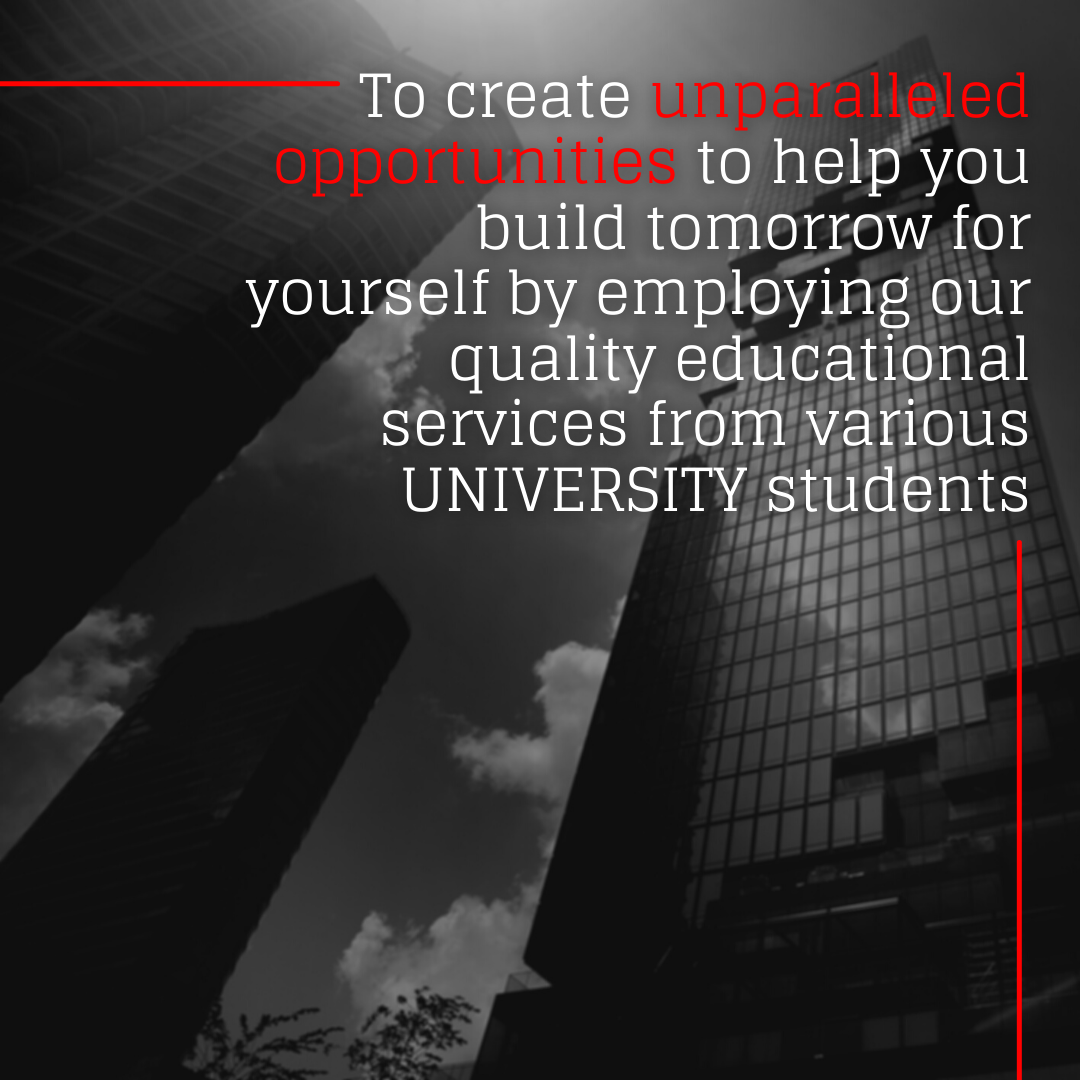 To create unparalleled
opportunities to help you
build tomorrow for
yourself by employing our
quality educational
services from various
UNIVERSITY students